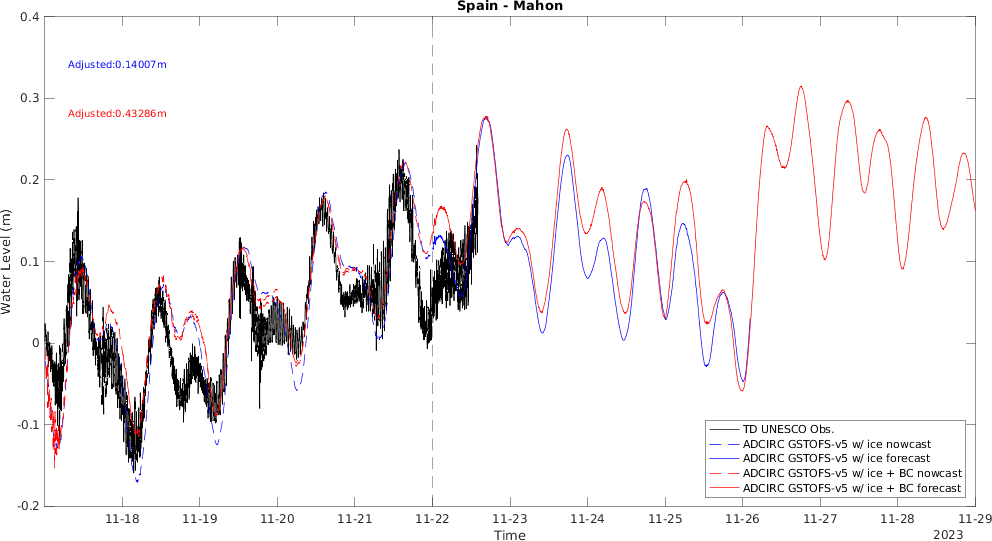 Spain - Mahon
0.4
0.3
0.2
0.1
0
-0.1
-0.2
Water Level (m)
Adjusted:0.14007m
Adjusted:0.43286m
TD UNESCO Obs.
ADCIRC GSTOFS-v5 w/ ice nowcast
ADCIRC GSTOFS-v5 w/ ice forecast
ADCIRC GSTOFS-v5 w/ ice + BC nowcast
ADCIRC GSTOFS-v5 w/ ice + BC forecast
11-18 11-19 11-20 11-21 11-22 11-23 11-24 11-25 11-26 11-27 11-28 11-29
Time
2023